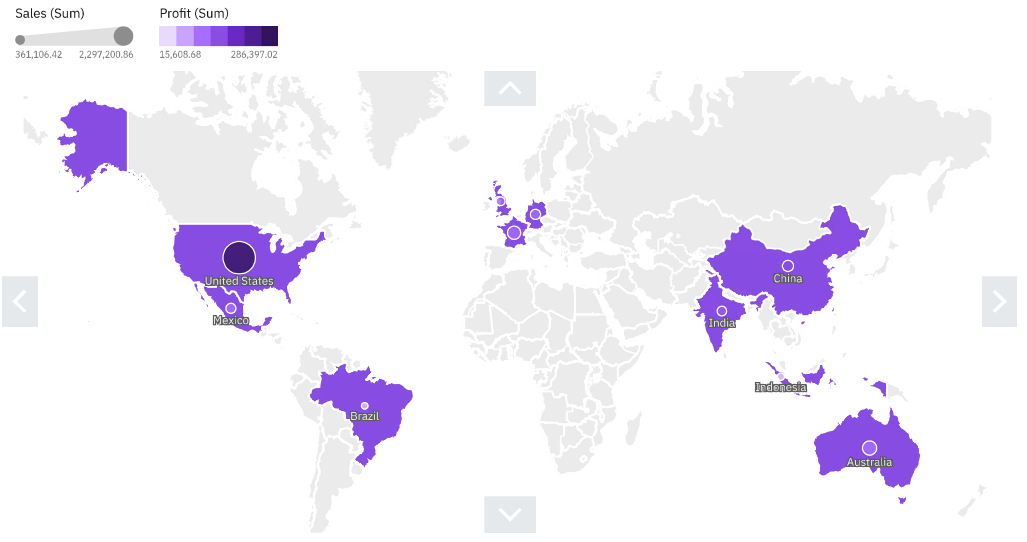 Sales (Sum)
361,106.42
2,297,200.86
Profit (Sum)
15,608.68
286,397.02
United States
Mexico
Brazil
China
India
Indonesia
Australia